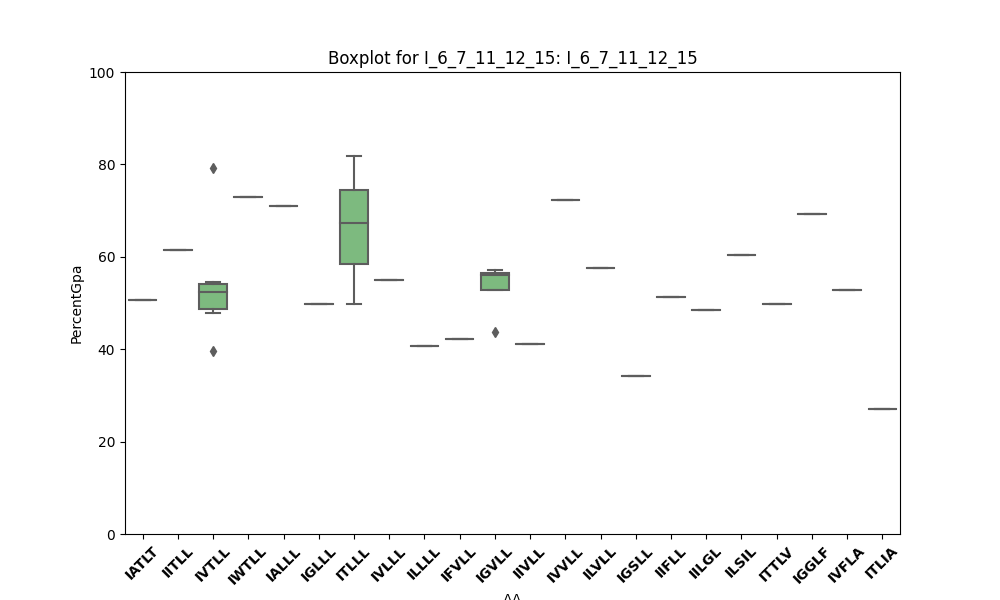 Boxplot for I_6_7_11_12_15: I_6_7_11_12_15
100
80
60
40
20
0
PercentGpa
IATLT IITLL IVTLL IWTLL IALLL IGLLL ITLLL IVLLL ILLLL IFVLL IGVLL IIVLL IVVLL ILVLL IGSLL IIFLL IILGL ILSIL ITTLV IGGLF IVFLA ITLIA
AA